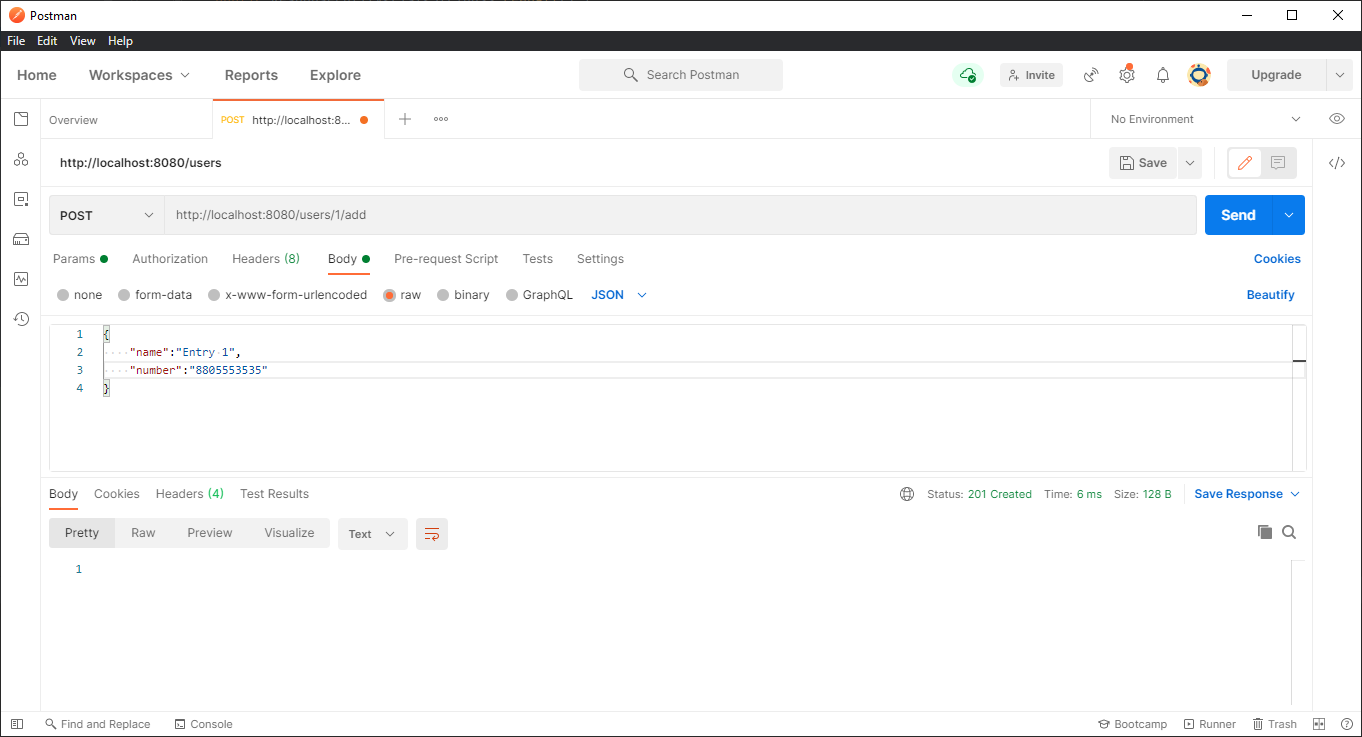 Postman
File Edit View Help
Home Workspaces Reports Explore Search Postman Invite Upgrade
Overview POST http://localhost:8... No Environment
http://localhost:8080/users Save
POST http://localhost:8080/users/1/add Send
Params Authorization Headers (8) Body Pre-request Script Tests Settings Cookies
none form-data x-www-form-urlencoded raw binary GraphQL JSON Beautify
1 {
2 ····"name":"Entry·1",
3 ····"number":"8805553535"
4 }
Body Cookies Headers (4) Test Results Status: 201 Created Time: 6 ms Size: 128 B Save Response
Pretty Raw Preview Visualize Text
1
Find and Replace Console Bootcamp Runner Trash